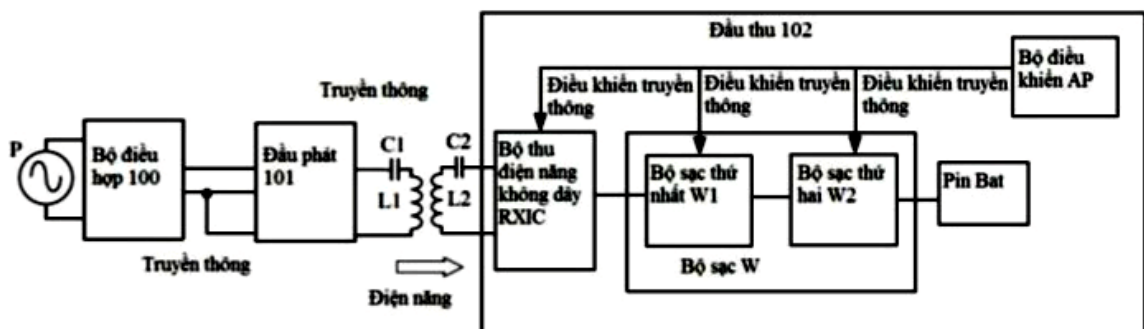 Đầu thu 102
Bộ điều
khiển AP
Điều khiển truyền
thông
Điều khiển truyền
thông
Điều khiển truyền
thông
Truyền thông
P
Bộ điều
hợp 100
Đầu phát
101
C1
L1
C2
L2
Bộ thu
điện năng
không dây
RXIC
Bộ sạc thứ
nhất W1
Bộ sạc thứ
hai W2
Pin Bat
Bộ sạc W
Truyền thông
Điện năng